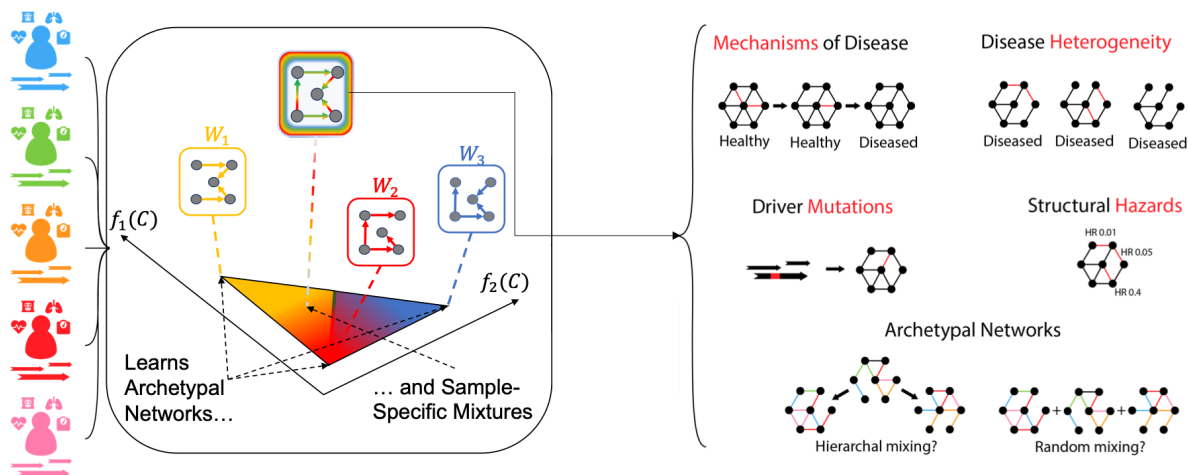 W₁
W₂
W₃
f₁(C)
f₂(C)
Learns
Archetypal
Networks...
... and Sample-
Specific Mixtures
Mechanisms of Disease
Healthy
Healthy
Diseased
Disease Heterogeneity
Diseased
Diseased
Diseased
Driver Mutations
Structural Hazards
HR 0.01
HR 0.05
HR 0.4
Archetypal Networks
+
+
Hierarchal mixing?
Random mixing?